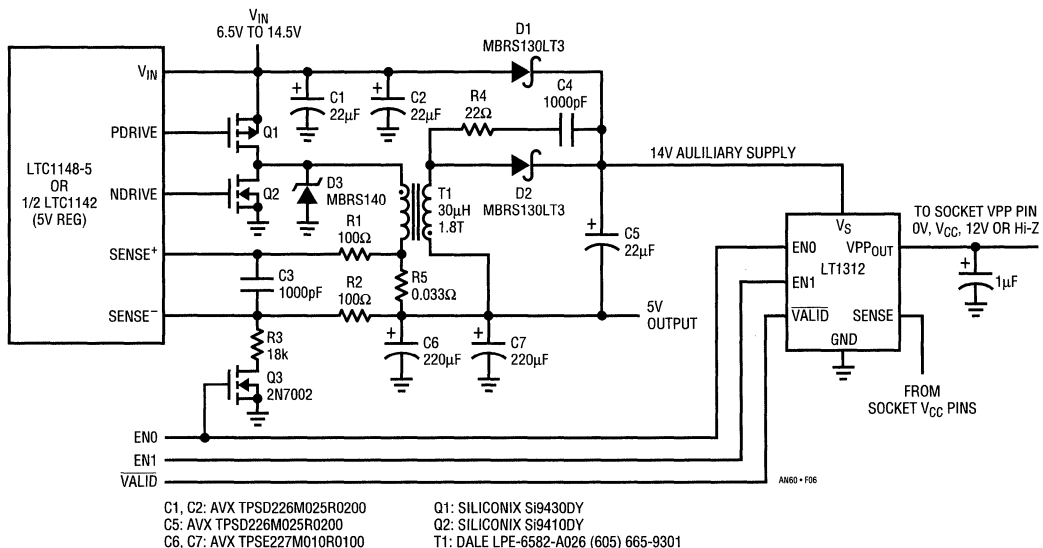 VIN
6.5V TO 14.5V
D1
MBRS130LT3
VIN
C1
22µF
C2
22µF
R4
22Ω
C4
1000pF
PDRIVE
Q1
LTC1148-5
OR
1/2 LTC1142
(5V REG)
NDRIVE
Q2
D3
MBRS140
T1
30µH
1.8T
D2
MBRS130LT3
14V AULILIARY SUPPLY
SENSE+
R1
100Ω
C3
1000pF
R2
100Ω
R5
0.033Ω
C5
22µF
SENSE–
5V
OUTPUT
R3
18k
C6
220µF
C7
220µF
Q3
2N7002
VS
EN0
VPPOUT
LT1312
EN1
VALID
SENSE
GND
TO SOCKET VPP PIN
0V, VCC, 12V OR Hi-Z
1µF
FROM
SOCKET VCC PINS
EN0
EN1
VALID
AN60 • F06
C1, C2: AVX TPSD226M025R0200
C5: AVX TPSD226M025R0200
C6, C7: AVX TPSE227M010R0100
Q1: SILICONIX Si9430DY
Q2: SILICONIX Si9410DY
T1: DALE LPE-6582-A026 (605) 665-9301